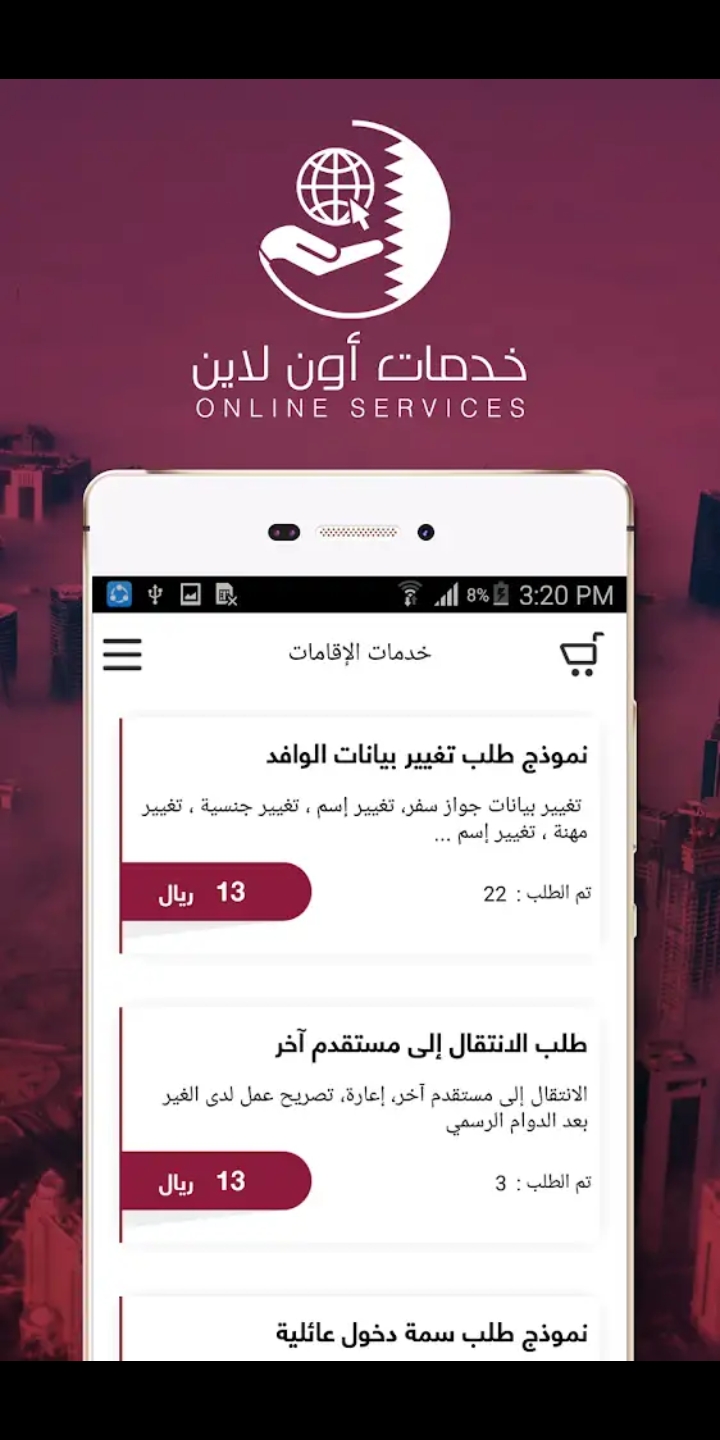 خدمات أون لاين
ONLINE SERVICES
8% 3:20 PM
خدمات الإقامات
نموذج طلب تغيير بيانات الوافد
تغيير بيانات جواز سفر، تغيير إسم ، تغيير جنسية ، تغيير
مهنة ، تغيير إسم ...
تم الطلب : 22
13 ريال
طلب الانتقال إلى مستقدم آخر
الانتقال إلى مستقدم آخر، إعارة، تصريح عمل لدى الغير
بعد الدوام الرسمي
تم الطلب : 3
13 ريال
نموذج طلب سمة دخول عائلية